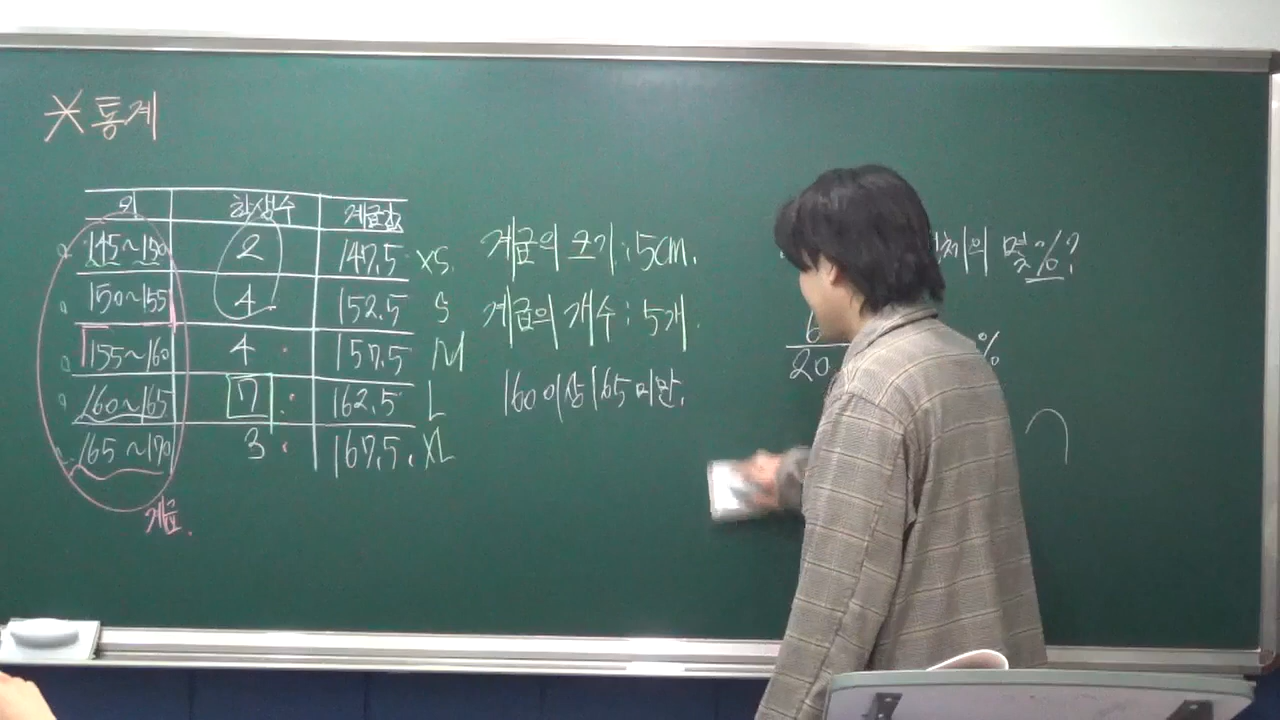 * 통계
키 학생수 계급값
145~150 2 147.5 XS
150~155 4 152.5 S
155~160 4 157.5 M
160~165 7 162.5 L
165~170 3 167.5. XL
계급.
계급의 크기 : 5cm.
계급의 개수 : 5개.
160 이상 165 미만.
의 몇 %?
6
20
%